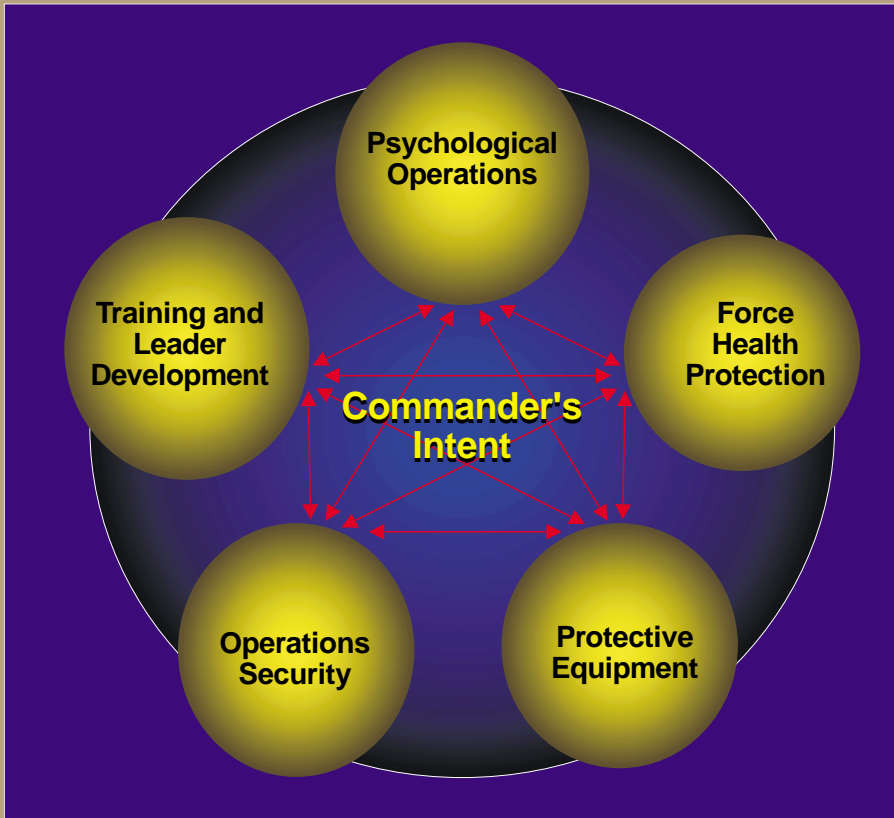 Psychological
Operations
Training and
Leader
Development
Force
Health
Protection
Commander's
Intent
Operations
Security
Protective
Equipment